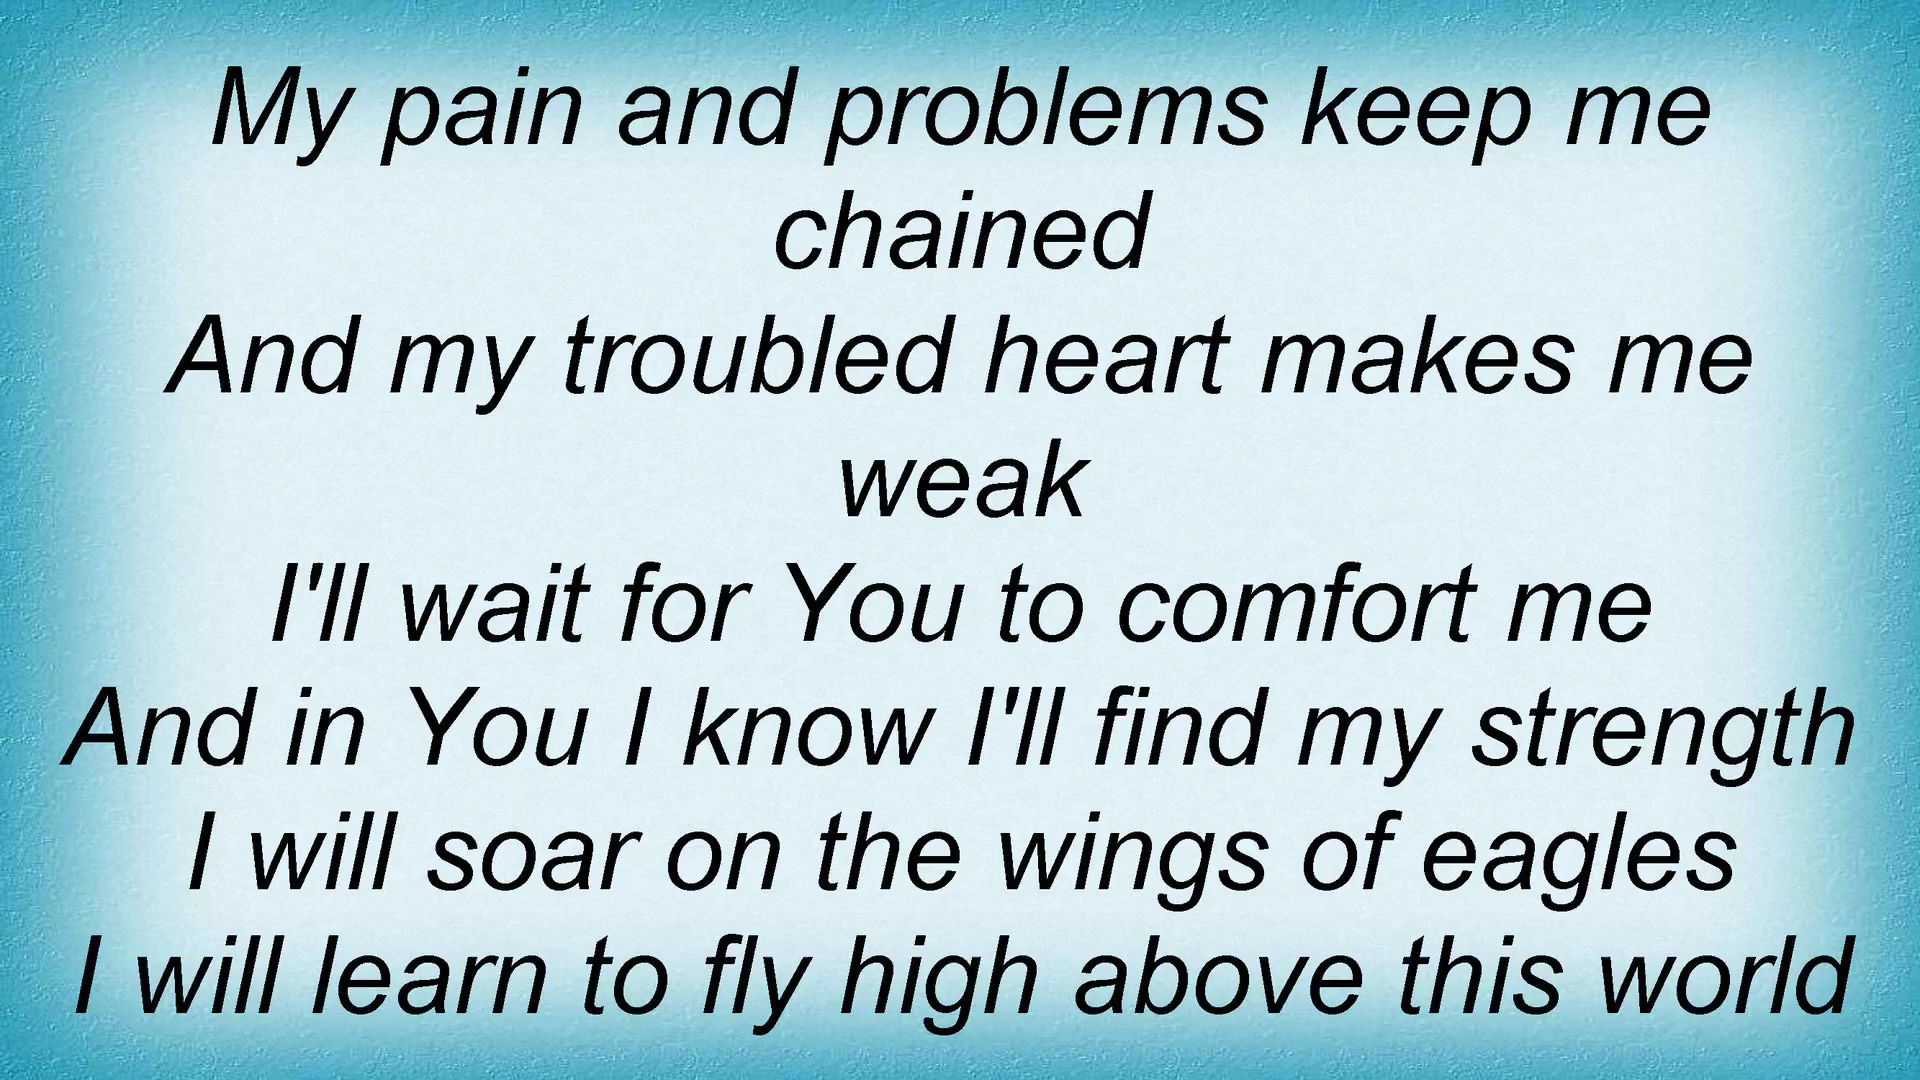 My pain and problems keep me
chained
And my troubled heart makes me
weak
I'll wait for You to comfort me
And in You I know I'll find my strength
I will soar on the wings of eagles
I will learn to fly high above this world